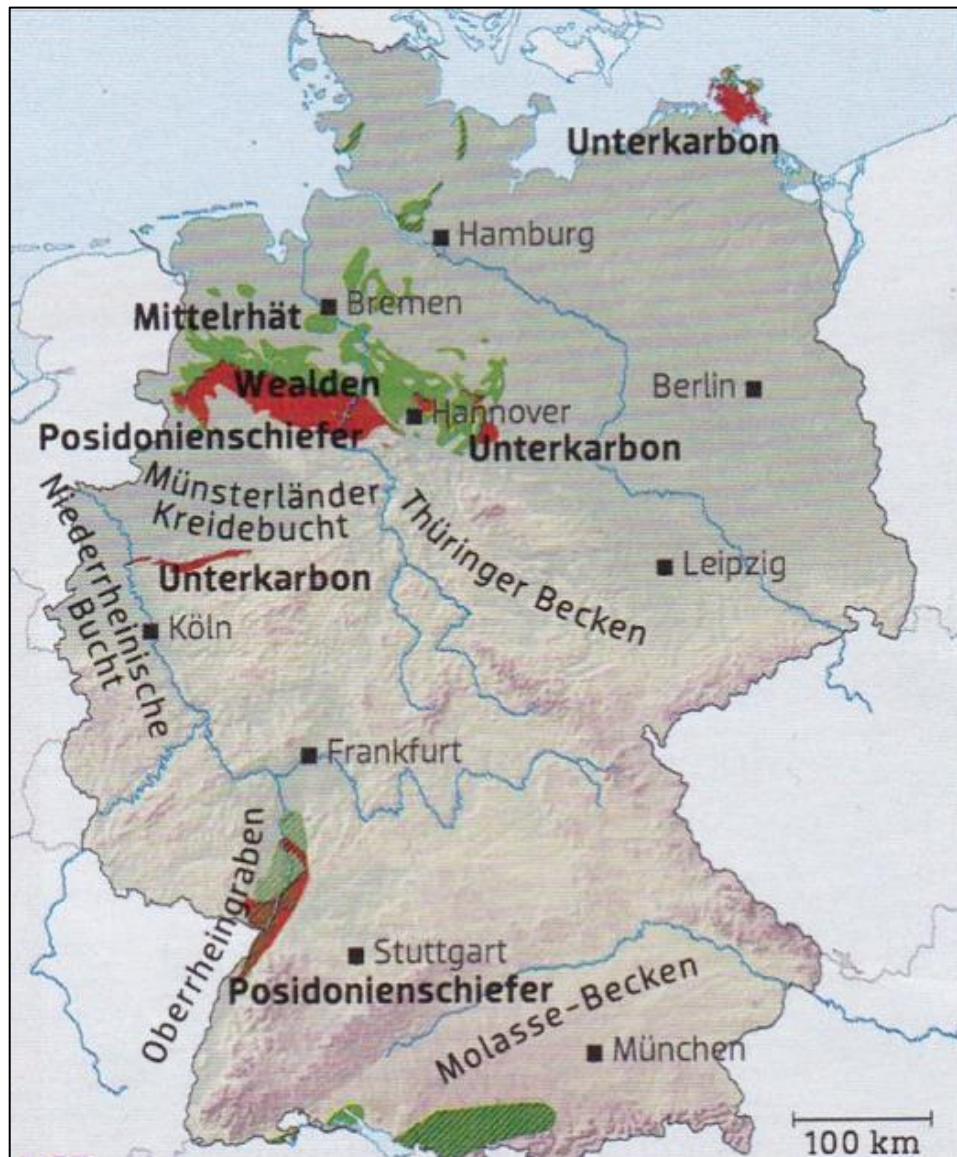 Unterkarbon
Hamburg
Bremen
Mittelrhät
Wealden
Berlin
Hannover
Posidonienschiefer
Unterkarbon
Münsterländer
Kreidebucht
Niederrheinische
Bucht
Thüringer Becken
Unterkarbon
Leipzig
Köln
Frankfurt
Oberrheingraben
Stuttgart
Posidonienschiefer
Molasse-Becken
München
100 km